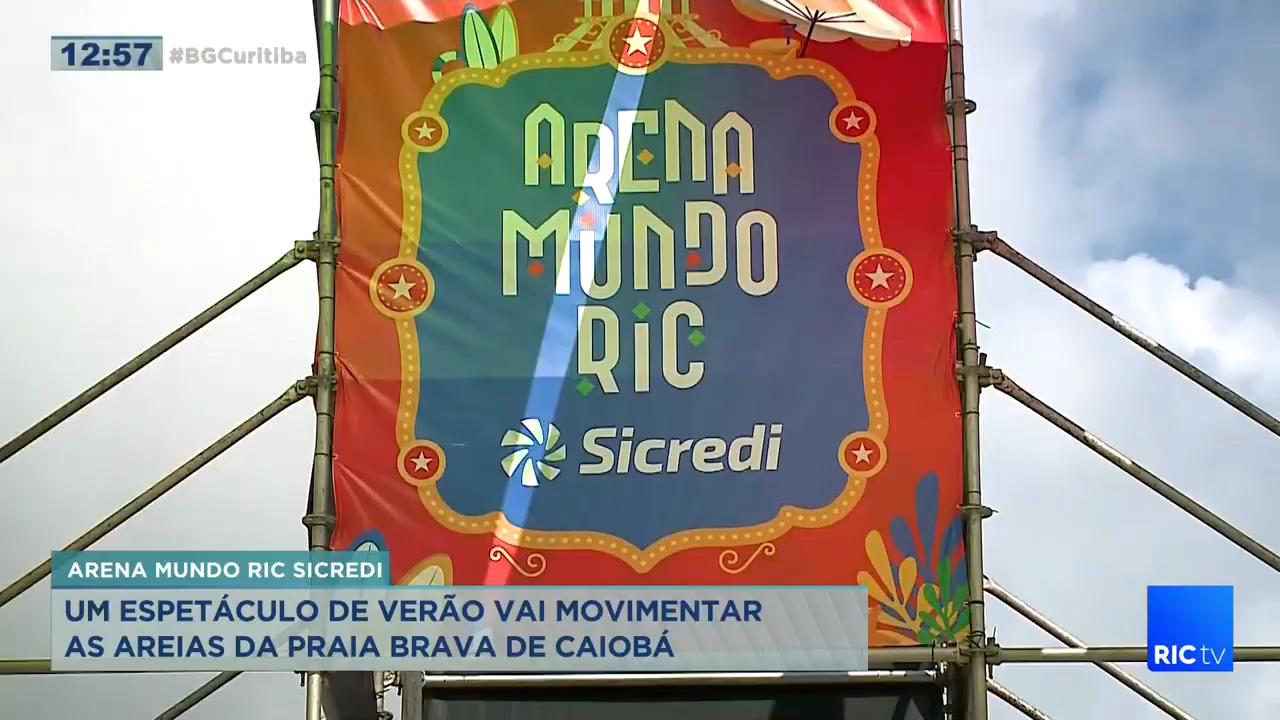 12:57 #BGCuritiba
ARENA
MUNDO
RIC
Sicredi
ARENA MUNDO RIC SICREDI
UM ESPETÁCULO DE VERÃO VAI MOVIMENTAR
AS AREIAS DA PRAIA BRAVA DE CAIOBÁ
RIC tv